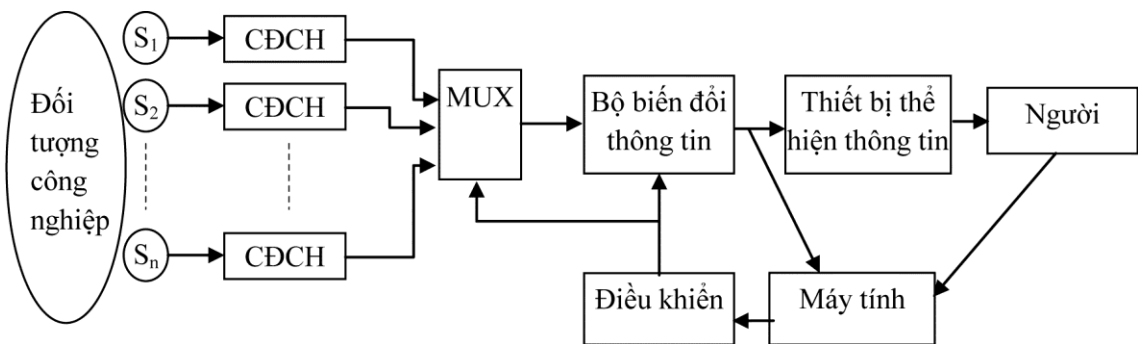 Đối
tượng
công
nghiệp
S₁
CĐCH
S₂
CĐCH
Sₙ
CĐCH
MUX
Bộ biến đổi
thông tin
Thiết bị thể
hiện thông tin
Người
Điều khiển
Máy tính